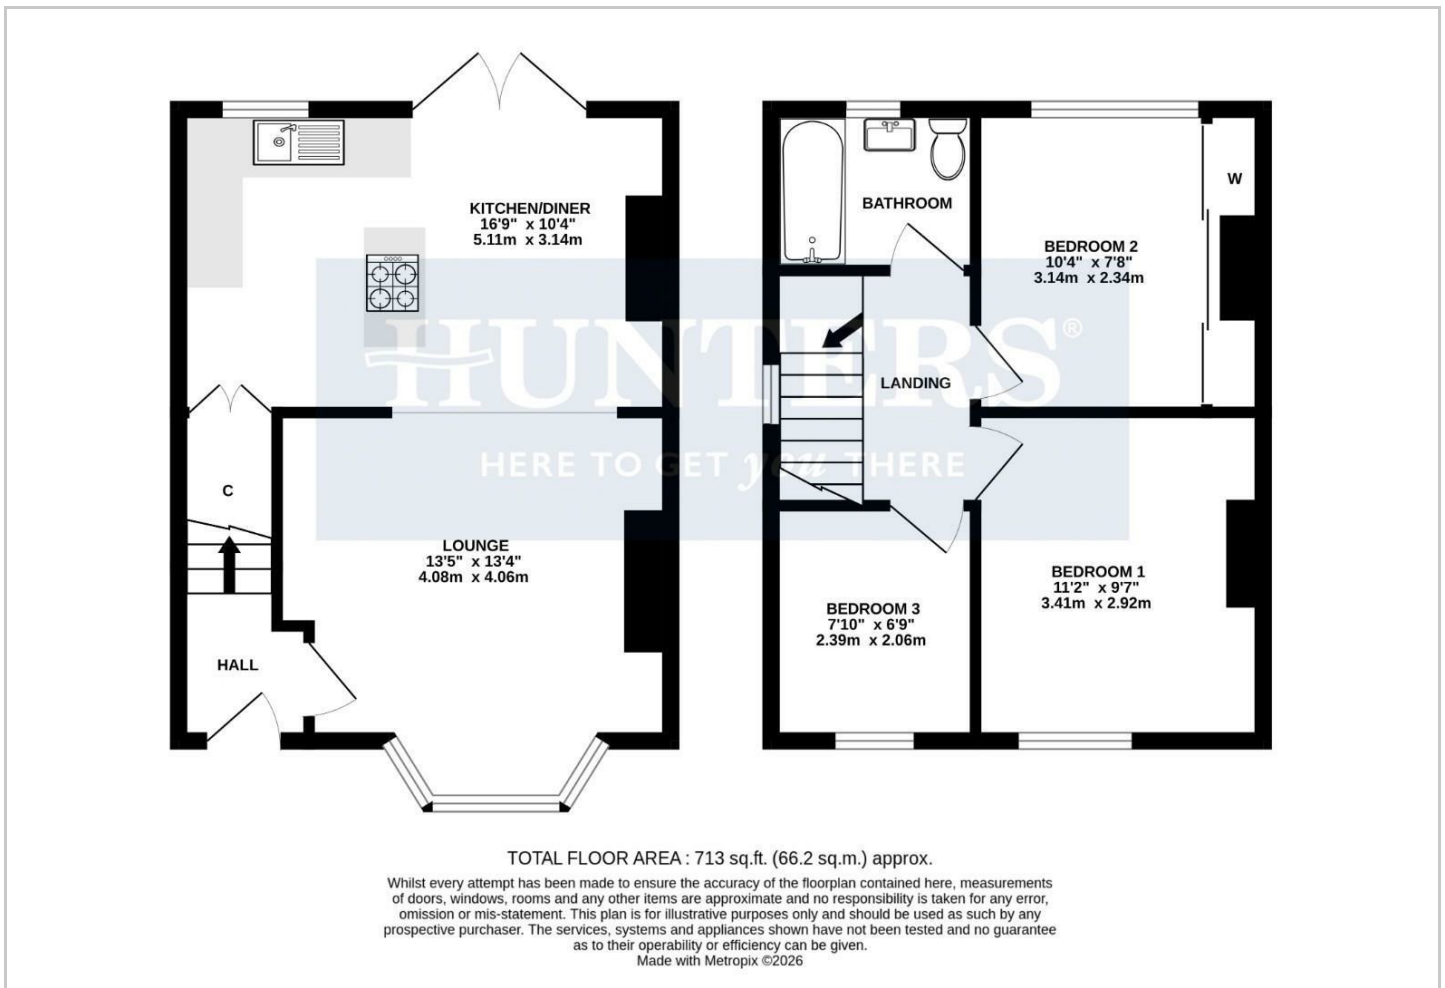 KITCHEN/DINER
16'9" x 10'4"
5.11m x 3.14m
C
LOUNGE
13'5" x 13'4"
4.08m x 4.06m
HALL
BATHROOM
W
BEDROOM 2
10'4" x 7'8"
3.14m x 2.34m
LANDING
BEDROOM 1
11'2" x 9'7"
3.41m x 2.92m
BEDROOM 3
7'10" x 6'9"
2.39m x 2.06m
HUNTERS®
HERE TO GET you THERE
TOTAL FLOOR AREA : 713 sq.ft. (66.2 sq.m.) approx.
Whilst every attempt has been made to ensure the accuracy of the floorplan contained here, measurements
of doors, windows, rooms and any other items are approximate and no responsibility is taken for any error,
omission or mis-statement. This plan is for illustrative purposes only and should be used as such by any
prospective purchaser. The services, systems and appliances shown have not been tested and no guarantee
as to their operability or efficiency can be given.
Made with Metropix ©2026